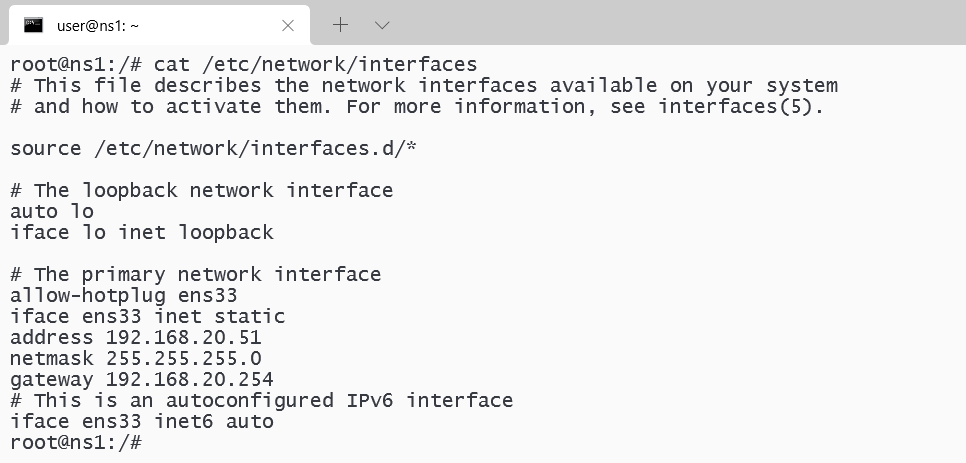 user@ns1: ~
root@ns1:/# cat /etc/network/interfaces
# This file describes the network interfaces available on your system
# and how to activate them. For more information, see interfaces(5).
source /etc/network/interfaces.d/*
# The loopback network interface
auto lo
iface lo inet loopback
# The primary network interface
allow-hotplug ens33
iface ens33 inet static
address 192.168.20.51
netmask 255.255.255.0
gateway 192.168.20.254
# This is an autoconfigured IPv6 interface
iface ens33 inet6 auto
root@ns1:/#